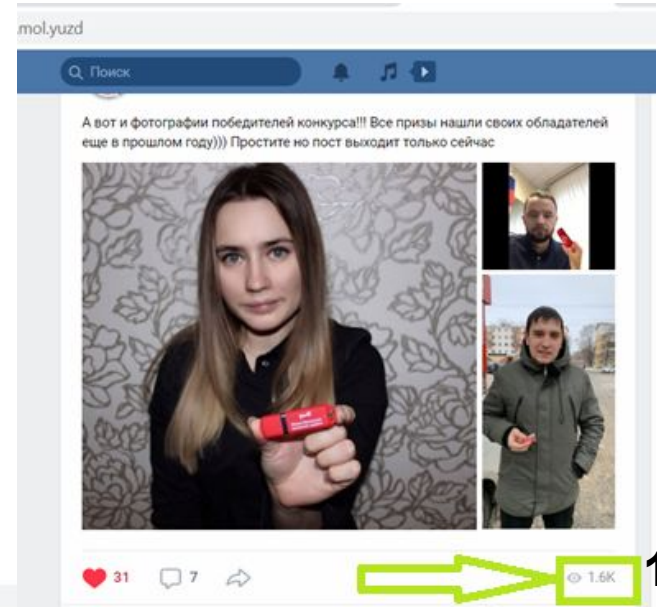 .mol.yuzd
Поиск
А вот и фотографии победителей конкурса!!! Все призы нашли своих обладателей
еще в прошлом году))) Простите но пост выходит только сейчас
31 7 1.6K
1